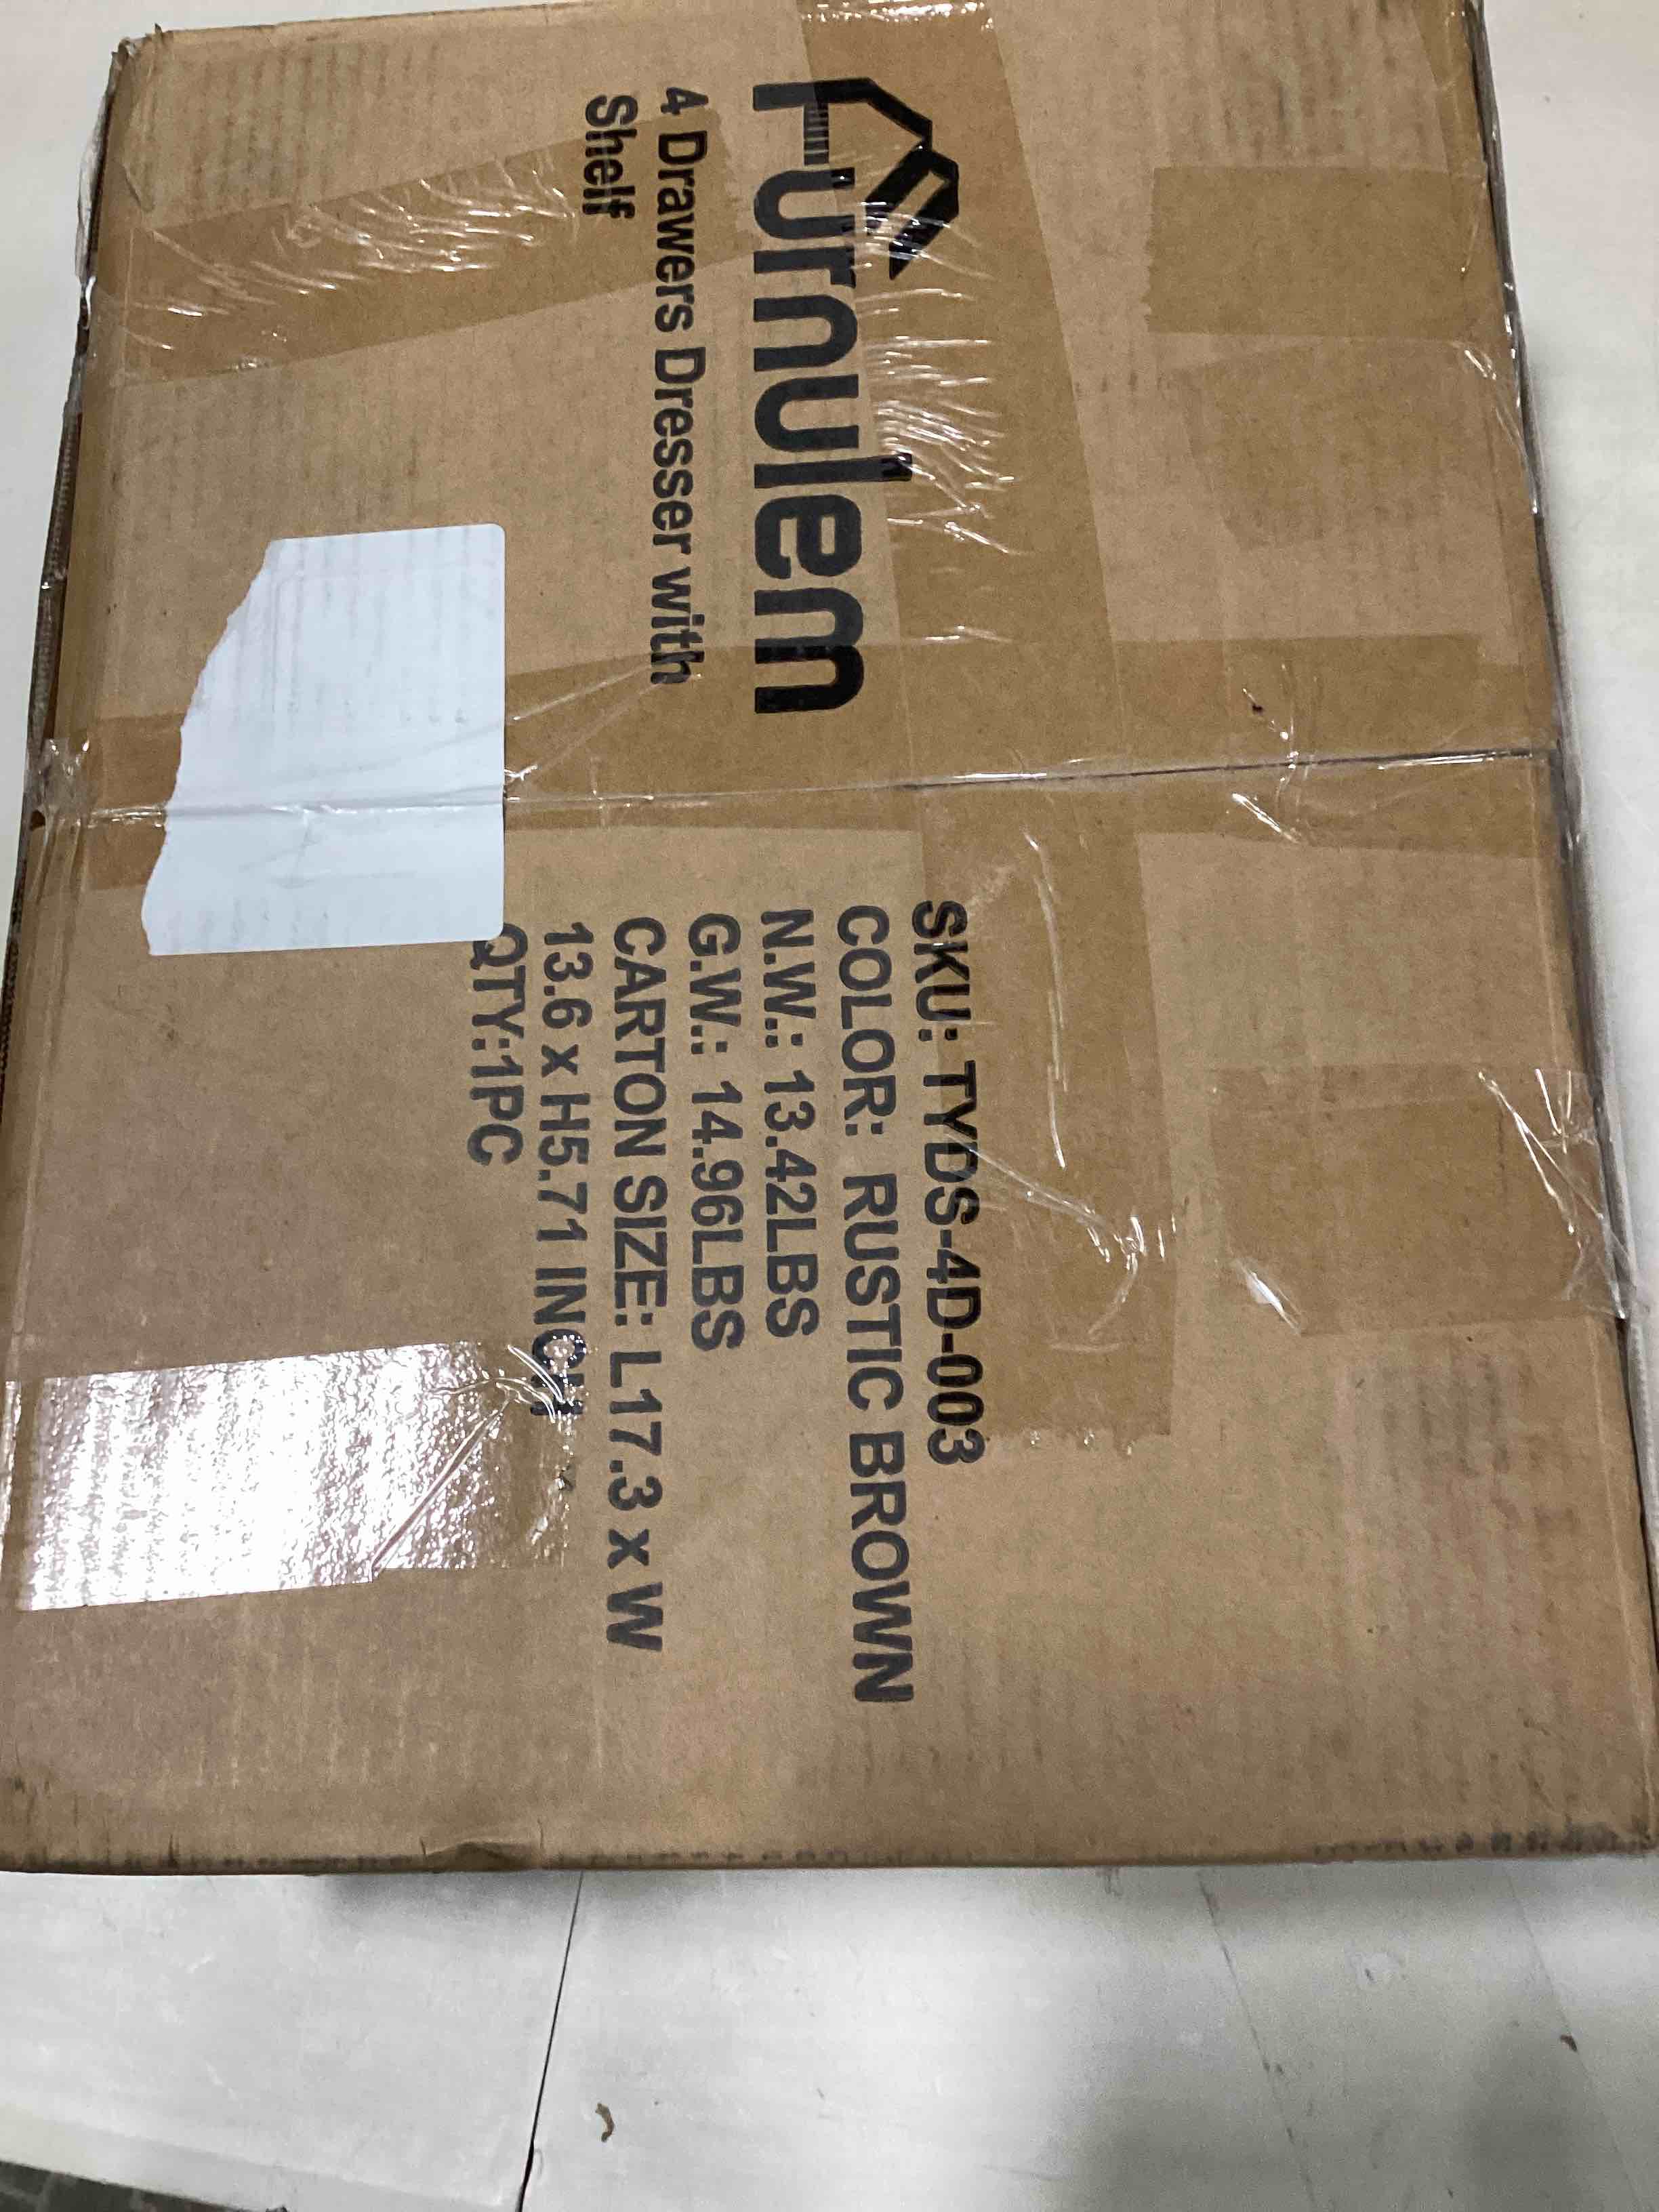 Furnulem
4 Drawers Dresser with
Shelf
SKU: TYDS-4D-003
COLOR: RUSTIC BROWN
N.W.: 13.42LBS
G.W.: 14.96LBS
CARTON SIZE: L17.3 x W
13.6 x H5.71 INCH
QTY:1PC